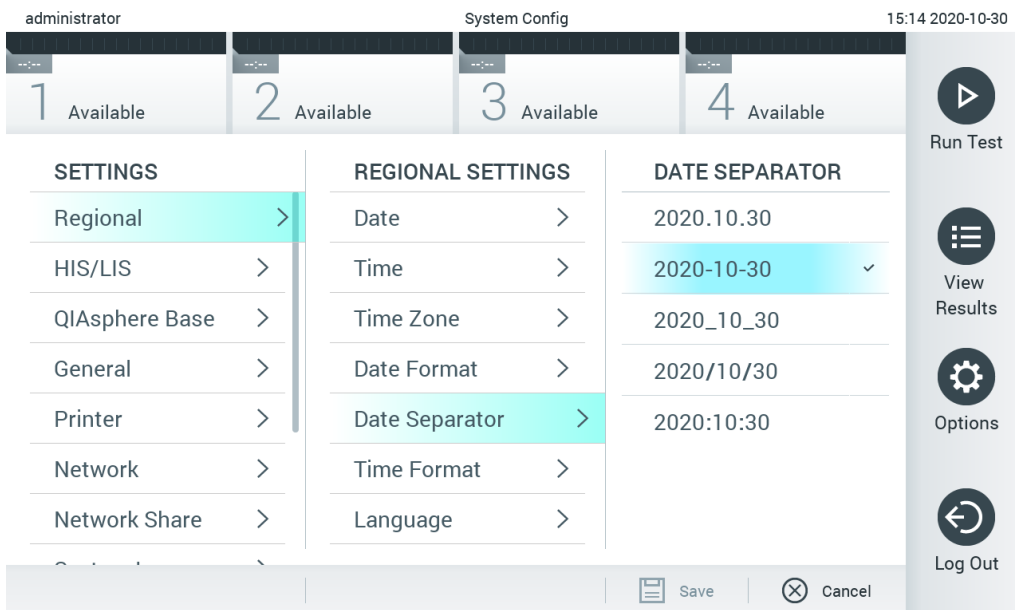 administrator
System Config
15:14 2020-10-30
--:--
--:--
--:--
--:--
1 Available
2 Available
3 Available
4 Available
Run Test
View
Results
Options
Log Out
SETTINGS
Regional
HIS/LIS
QIAsphere Base
General
Printer
Network
Network Share
REGIONAL SETTINGS
Date
Time
Time Zone
Date Format
Date Separator
Time Format
Language
DATE SEPARATOR
2020.10.30
2020-10-30
2020_10_30
2020/10/30
2020:10:30
Save
Cancel